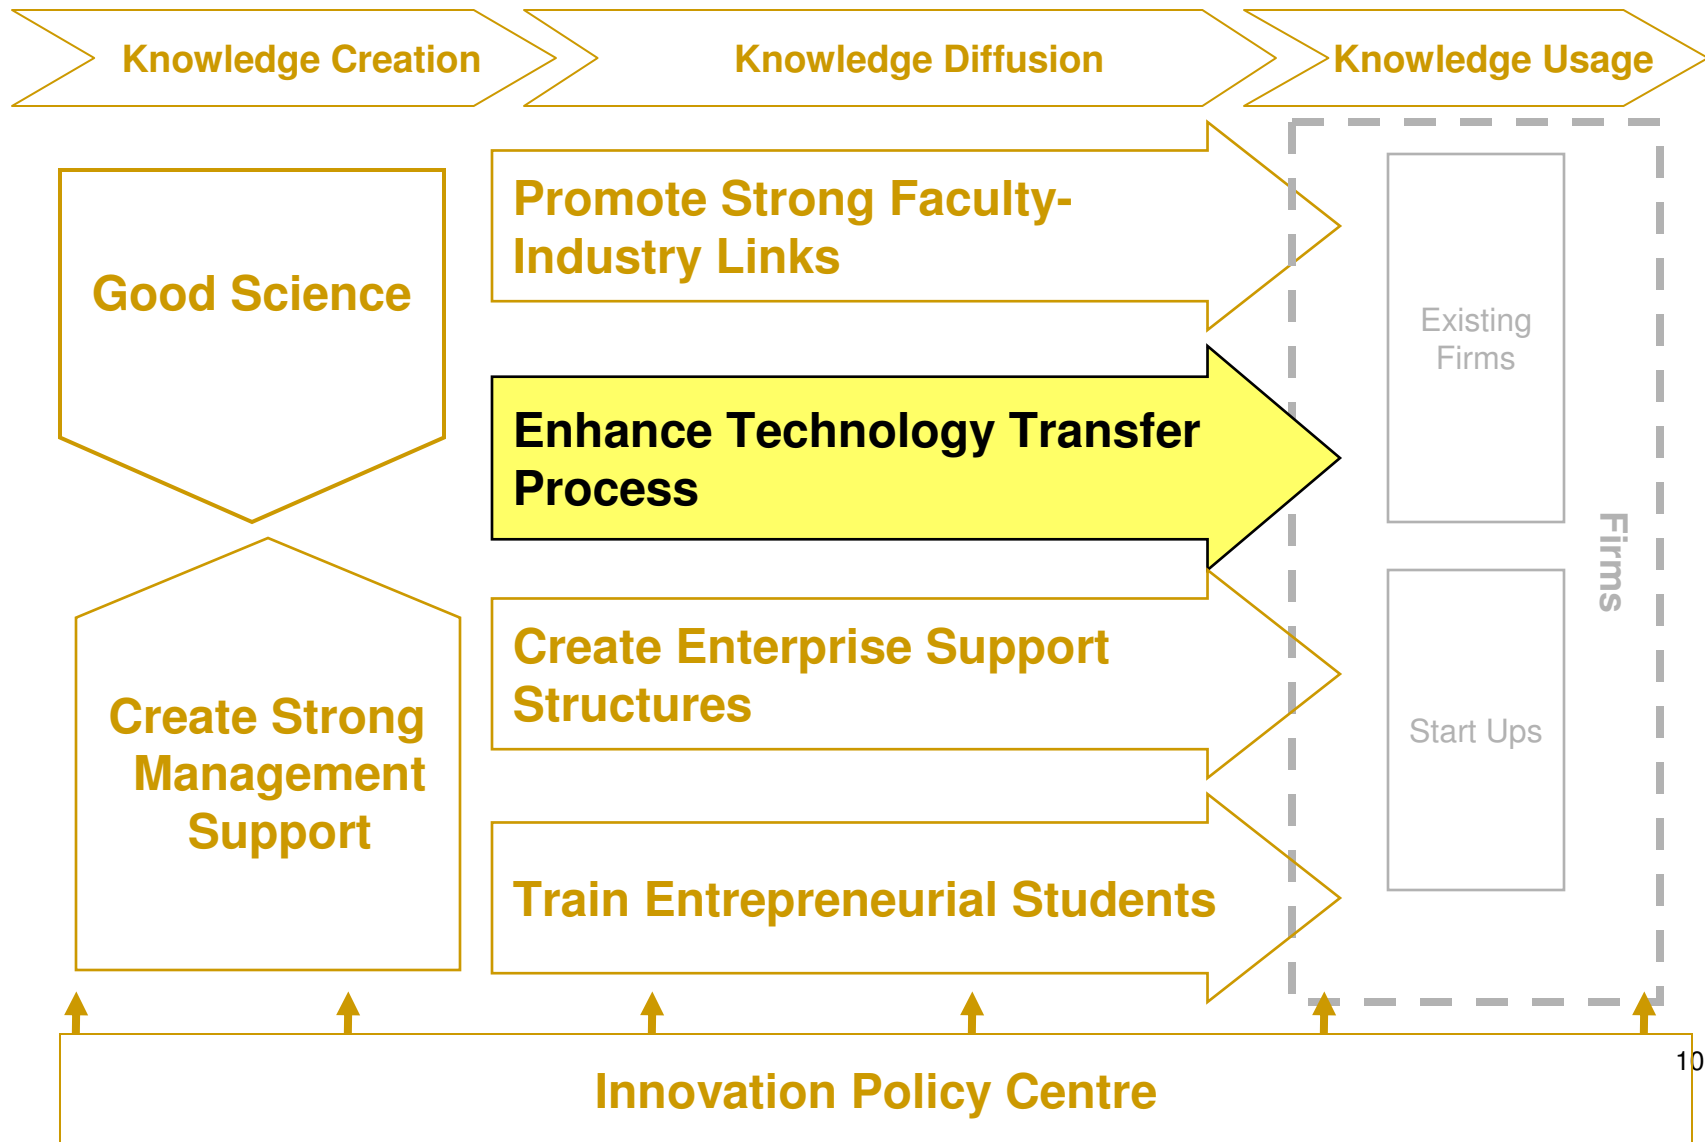 Knowledge Creation
Knowledge Diffusion
Knowledge Usage
Good Science
Create Strong
Management
Support
Promote Strong Faculty-
Industry Links
Enhance Technology Transfer
Process
Create Enterprise Support
Structures
Train Entrepreneurial Students
Existing
Firms
Start Ups
Firms
Innovation Policy Centre
10